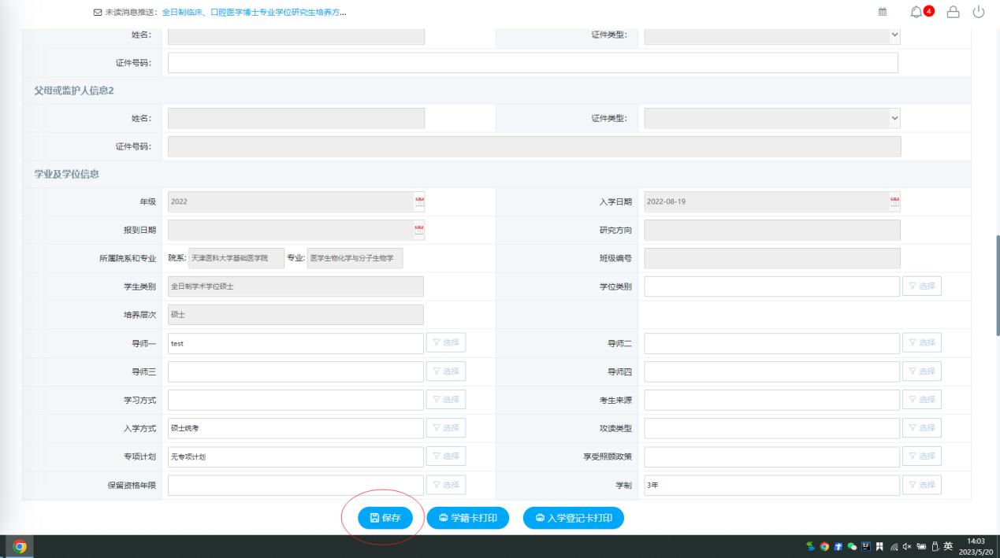 未读消息推送: 全日制临床、口腔医学博士专业学位研究生培养方...
4
姓名: 证件类型:
证件号码:
父母或监护人信息2
姓名: 证件类型:
证件号码:
学业及学位信息
年级 2022 入学日期 2022-08-19
报到日期 研究方向
所属院系和专业 院系: 天津医科大学基础医学院 专业: 医学生物化学与分子生物学 班级编号
学生类别 全日制学术学位硕士 学位类别 选择
培养层次 硕士
导师一 test 选择 导师二 选择
导师三 选择 导师四 选择
学习方式 选择 考生来源 选择
入学方式 硕士统考 选择 攻读类型 选择
专项计划 无专项计划 选择 享受照顾政策 选择
保留资格年限 选择 学制 3年 选择
保存 学籍卡打印 入学登记卡打印
英 14:03
2023/5/20